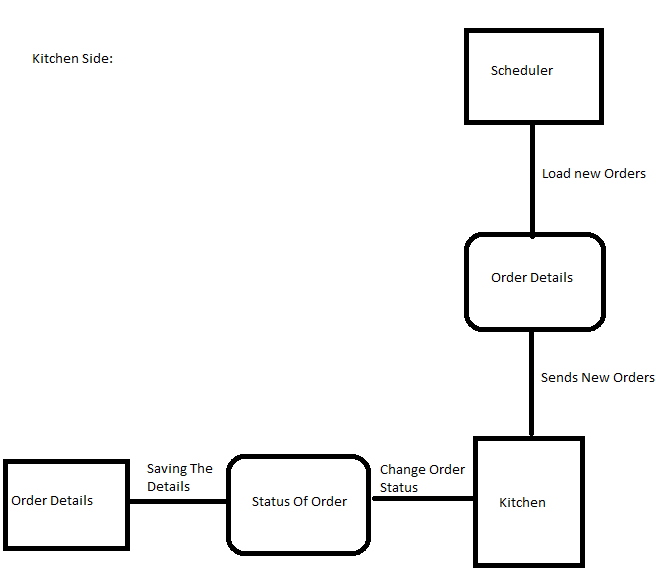 Kitchen Side:
Scheduler
Load new Orders
Order Details
Sends New Orders
Saving The
Details
Change Order
Status
Order Details
Status Of Order
Kitchen